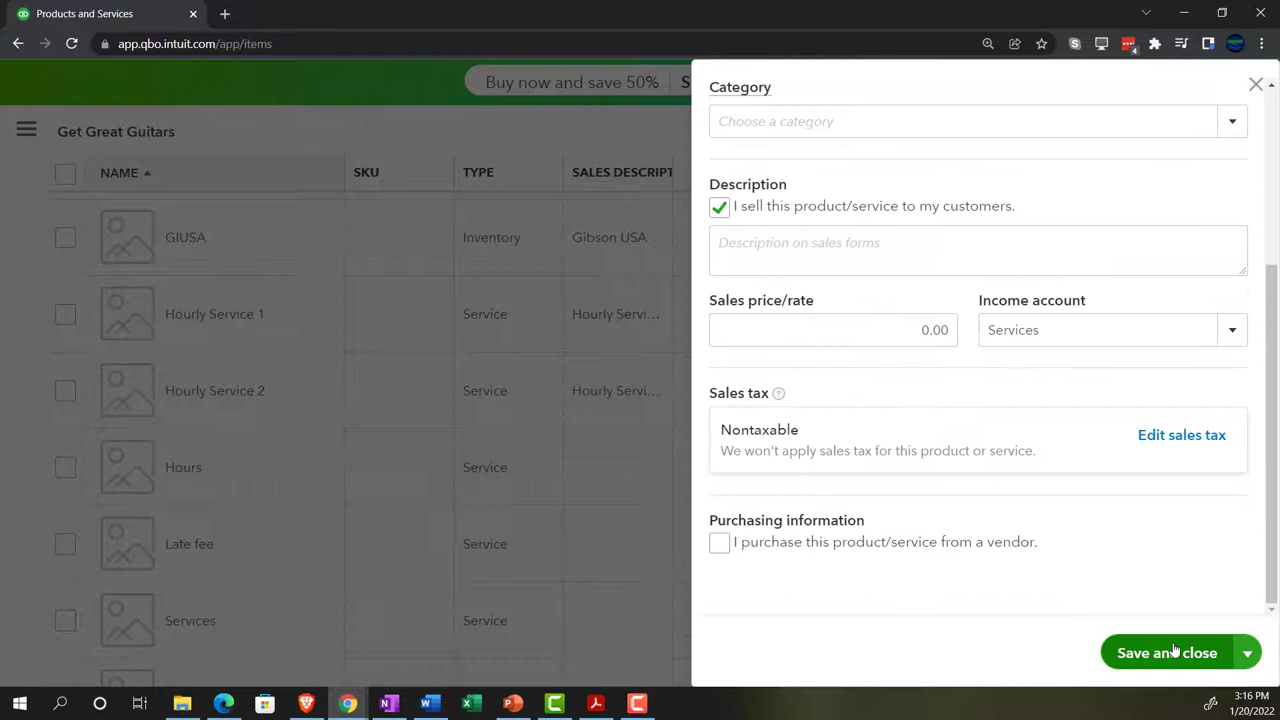 Products and Services
app.qbo.intuit.com/app/items
4
Buy now and save 50%
Get Great Guitars
NAME SKU TYPE SALES DESCRIPT
GIUSA Inventory Gibson USA
Hourly Service 1 Service Hourly Servi...
Hourly Service 2 Service Hourly Servi...
Hours Service
Late fee Service
Services Service
Category
Choose a category
Description
I sell this product/service to my customers.
Description on sales forms
Sales price/rate Income account
0.00 Services
Sales tax
Nontaxable
Edit sales tax
We won't apply sales tax for this product or service.
Purchasing information
I purchase this product/service from a vendor.
Save and close
3:16 PM
1/20/2022